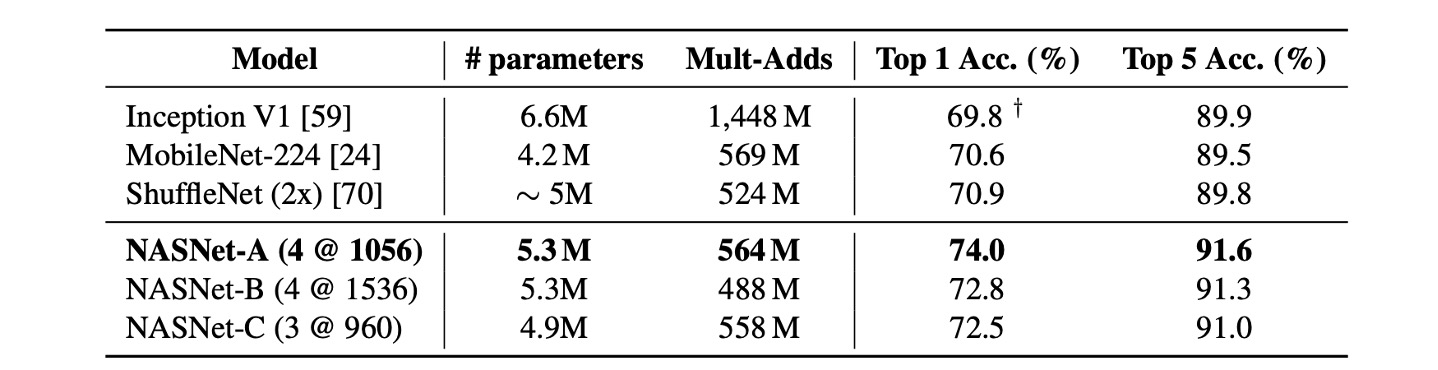 Model # parameters Mult-Adds Top 1 Acc. (%) Top 5 Acc. (%)
Inception V1 [59] 6.6M 1,448 M 69.8 † 89.9
MobileNet-224 [24] 4.2 M 569 M 70.6 89.5
ShuffleNet (2x) [70] ∼ 5M 524 M 70.9 89.8
NASNet-A (4 @ 1056) 5.3 M 564 M 74.0 91.6
NASNet-B (4 @ 1536) 5.3M 488 M 72.8 91.3
NASNet-C (3 @ 960) 4.9M 558 M 72.5 91.0